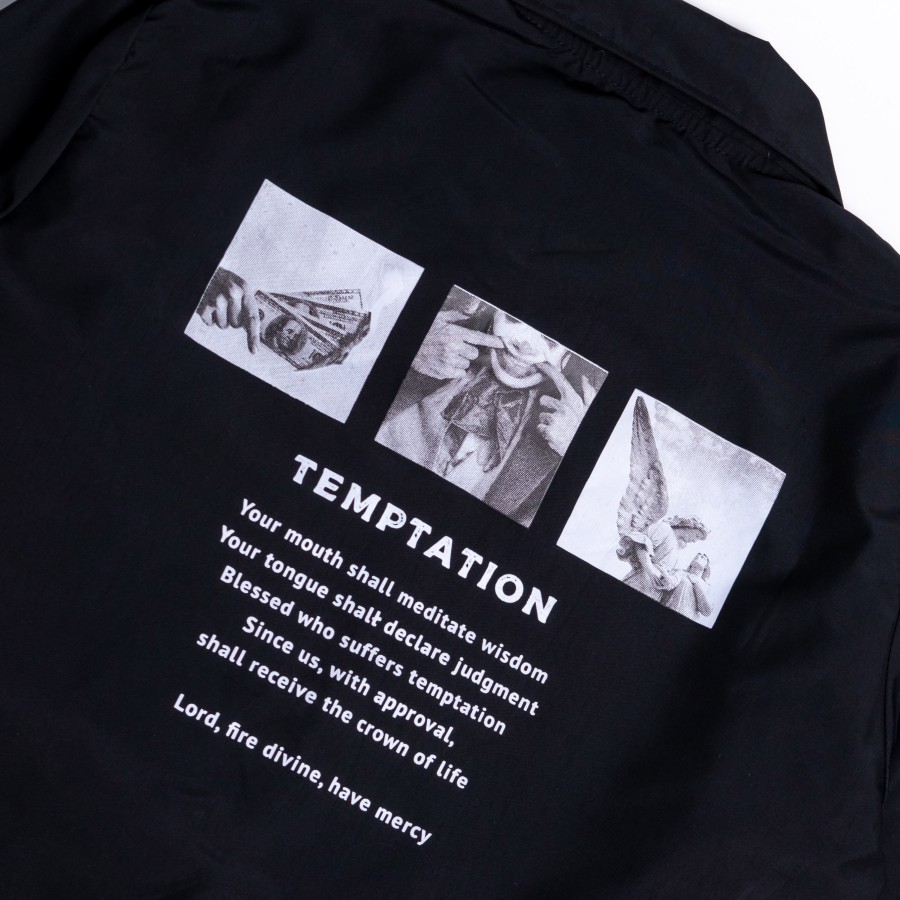 TEMPTATION
Your mouth shall meditate wisdom
Your tongue shall declare judgment
Blessed who suffers temptation
Since us, with approval,
shall receive the crown of life
Lord, fire divine, have mercy